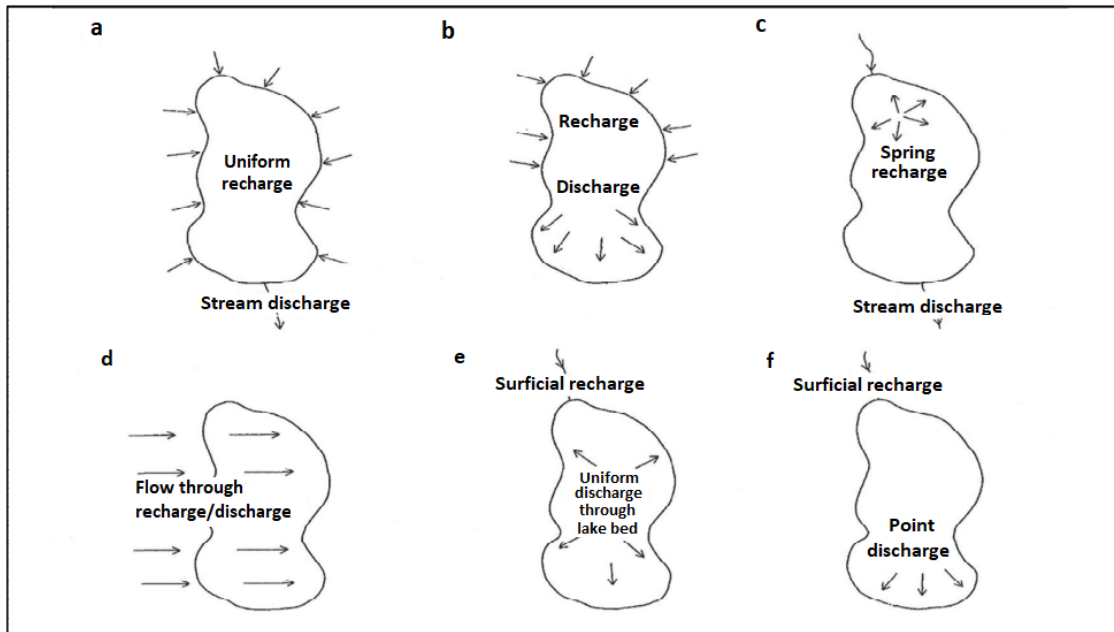 a
b
c
Uniform
recharge
Stream discharge
Recharge
Discharge
Spring
recharge
Stream discharge
d
e
f
Flow through
recharge/discharge
Surficial recharge
Uniform
discharge
through
lake bed
Surficial recharge
Point
discharge